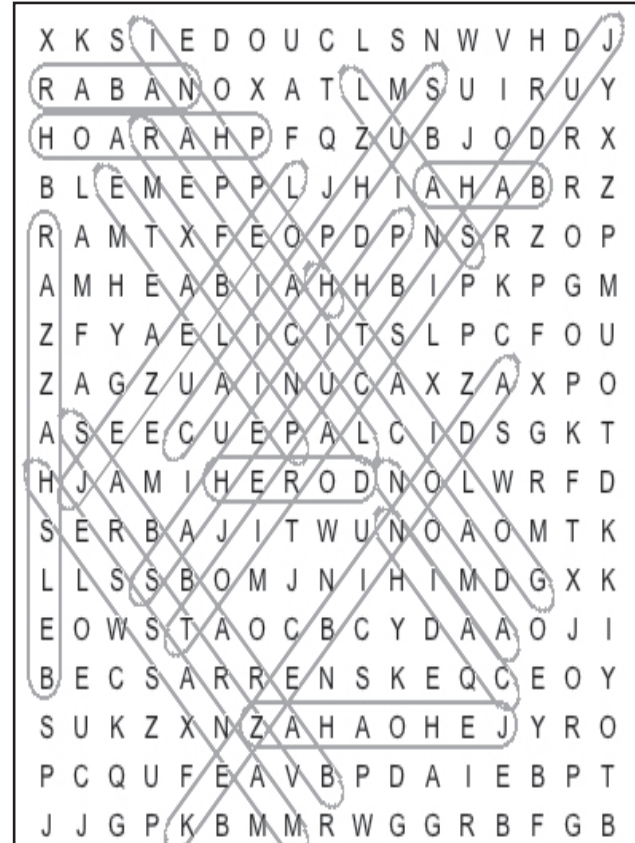 X K S I E D O U C L S N W V H D J
R A B A N O X A T L M S U I R U Y
H O A R A H P F Q Z U B J O D R X
B L E M E P P L J H I A H A B R Z
R A M T X F E O P D P N S R Z O P
A M H E A B I A H H B I P K P G M
Z F Y A E L I C I T S L P C F O U
Z A G Z U A I N U C A X Z A X P O
A S E E C U E P A L C I D S G K T
H J A M I H E R O D N O L W R F D
S E R B A J I T W U N O A O M T K
L L S S B O M J N I H I M D G X K
E O W S T A O C B C Y D A A O J I
B E C S A R R E N S K E Q C E O Y
S U K Z X N Z A H A O H E J Y R O
P C Q U F E A V B P D A I E B P T
J J G P K B M M R W G G R B F G B